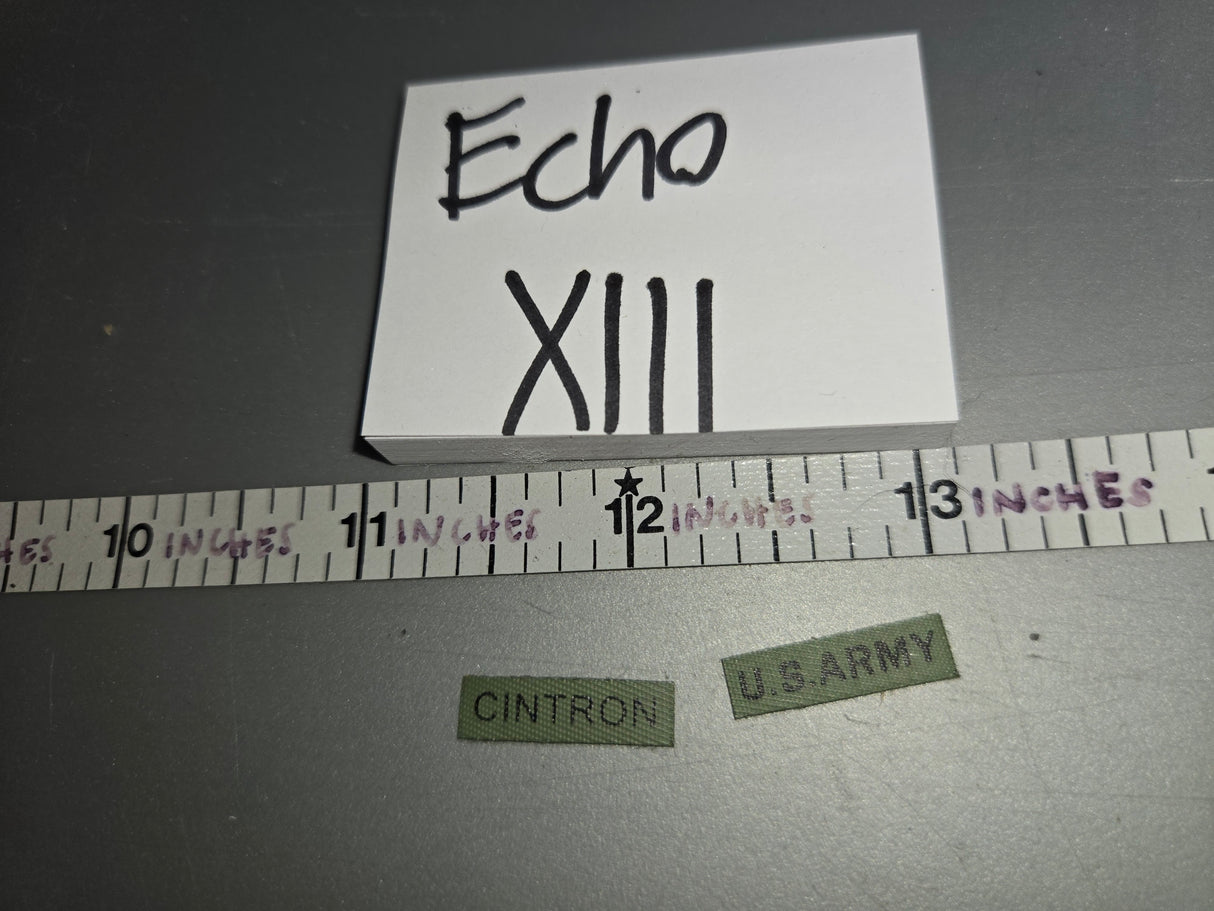 Echo
XIII
10 INCHES 11 INCHES 12 INCHES 13 INCHES
CINTRON
U.S.ARMY